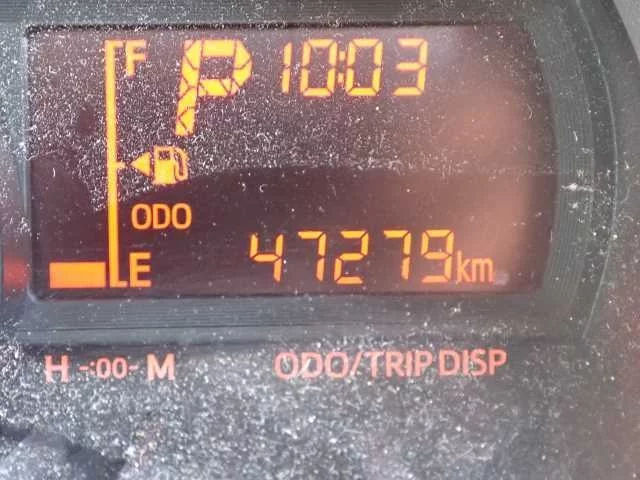 F P 10:03
ODO
E 47279km
H -:00- M ODO/TRIP DISP